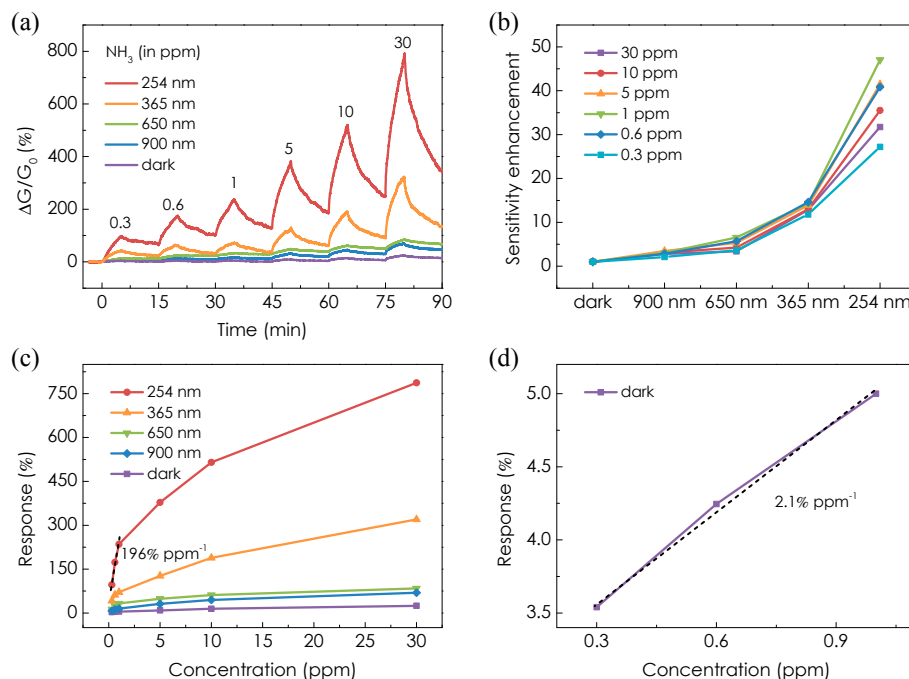 (a)
NH₃ (in ppm)
254 nm
365 nm
650 nm
900 nm
dark
0.3
0.6
1
5
10
30
800
600
400
200
0
ΔG/G₀ (%)
0 15 30 45 60 75 90
Time (min)
(b)
30 ppm
10 ppm
5 ppm
1 ppm
0.6 ppm
0.3 ppm
50
40
30
20
10
0
Sensitivity enhancement
dark 900 nm 650 nm 365 nm 254 nm
(c)
254 nm
365 nm
650 nm
900 nm
dark
196% ppm⁻¹
750
600
450
300
150
0
Response (%)
0 5 10 15 20 25 30
Concentration (ppm)
(d)
dark
2.1% ppm⁻¹
5.0
4.5
4.0
3.5
Response (%)
0.3 0.6 0.9
Concentration (ppm)